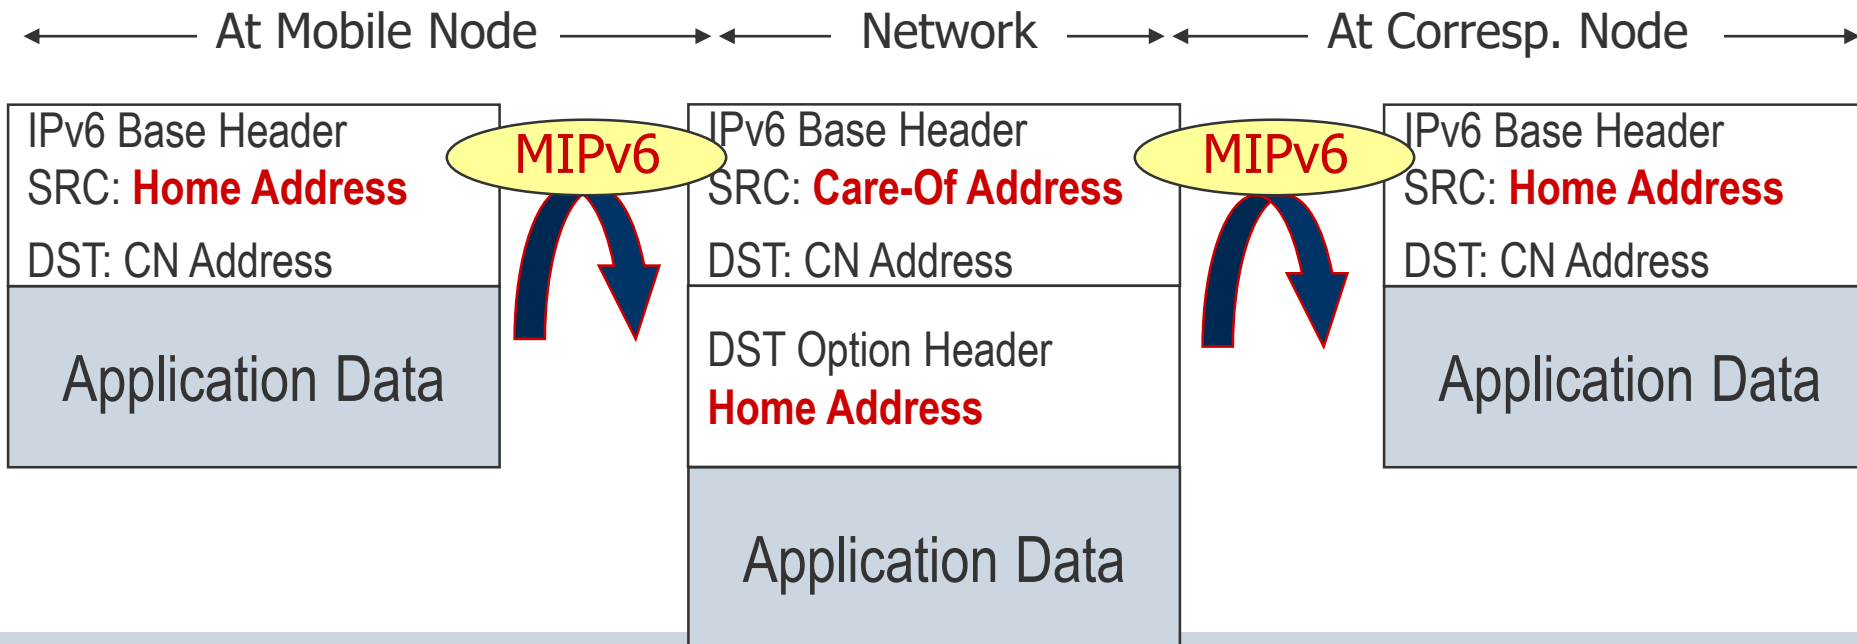 At Mobile Node
Network
At Corresp. Node
IPv6 Base Header
SRC: Home Address
DST: CN Address
Application Data
MIPv6
IPv6 Base Header
SRC: Care-Of Address
DST: CN Address
DST Option Header
Home Address
Application Data
MIPv6
IPv6 Base Header
SRC: Home Address
DST: CN Address
Application Data